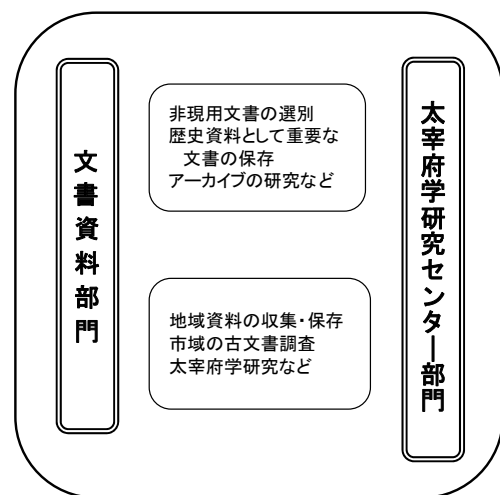 文書資料部門
非現用文書の選別
歴史資料として重要な
文書の保存
アーカイブの研究など
地域資料の収集・保存
市域の古文書調査
太宰府学研究など
太宰府学研究センター部門